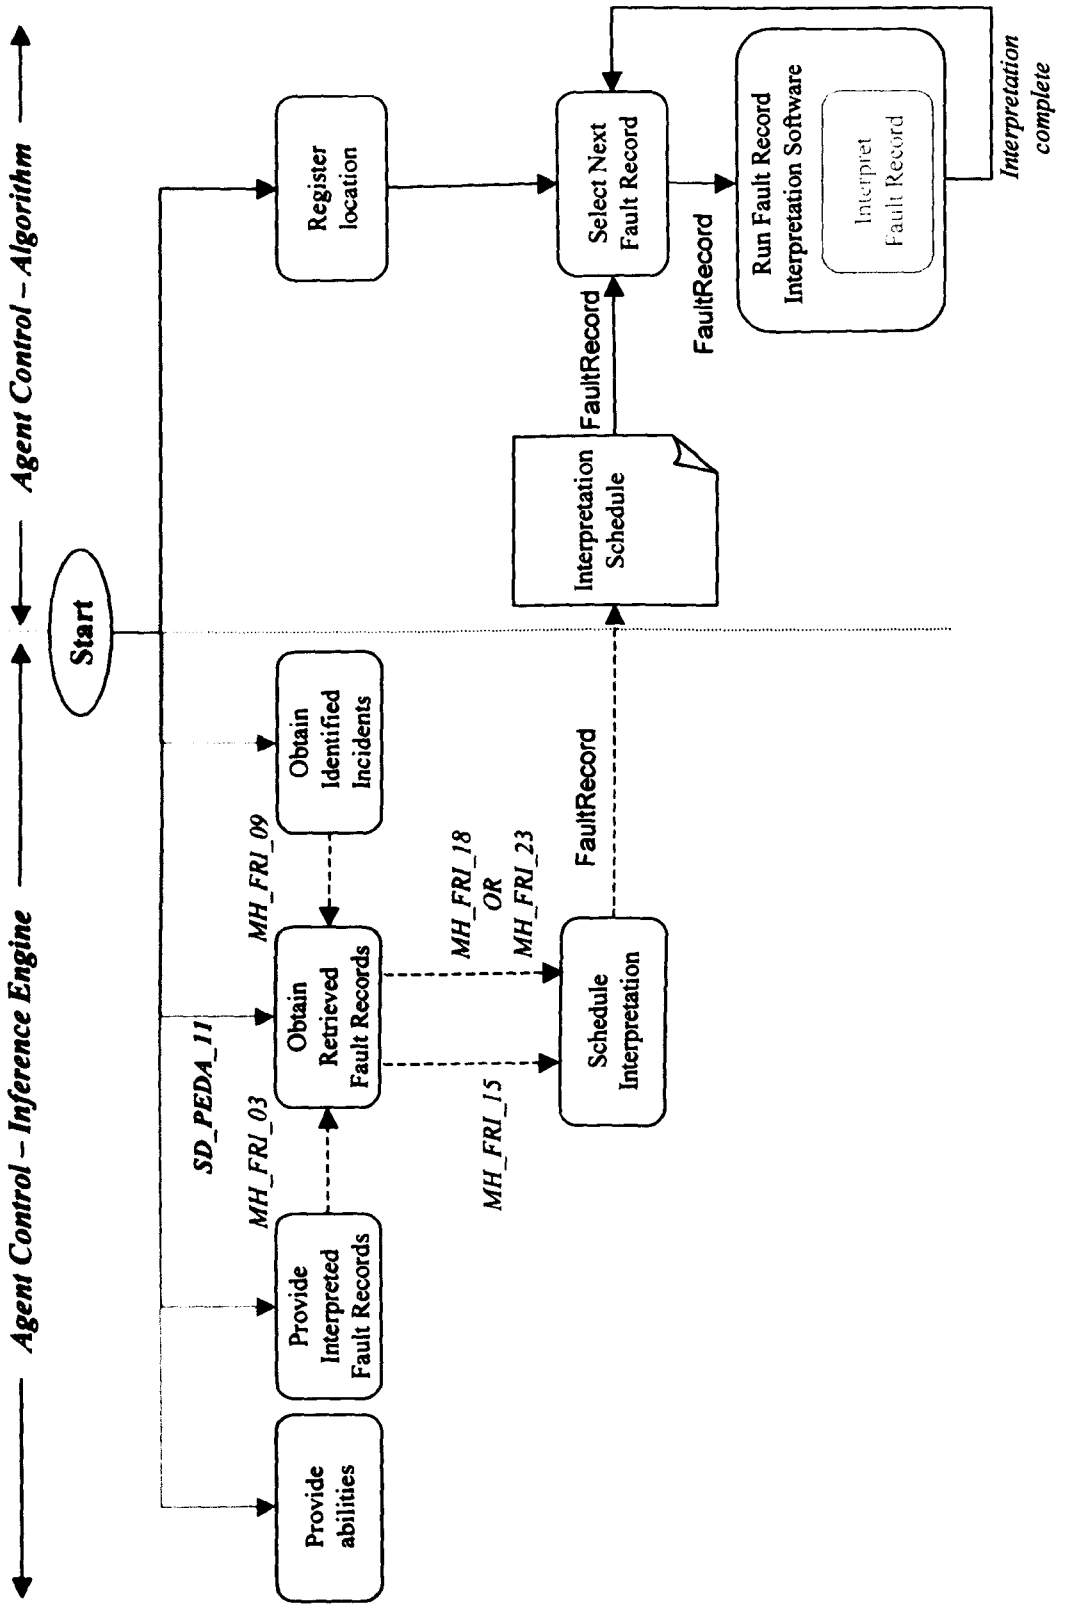 Agent Control – Inference Engine
Agent Control – Algorithm
Start
SD_PEDA_11
MH_FRI_03
MH_FRI_09
Provide
abilities
Provide
Interpreted
Fault Records
Obtain
Retrieved
Fault Records
Obtain
Identified
Incidents
Register
location
MH_FRI_15
MH_FRI_18
OR
MH_FRI_23
Schedule
Interpretation
FaultRecord
Interpretation
Schedule
FaultRecord
Select Next
Fault Record
FaultRecord
Run Fault Record
Interpretation Software
Interpret
Fault Record
Interpretation
complete